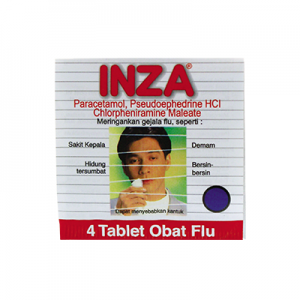 INZA®
Paracetamol, Pseudoephedrine HCl
Chlorpheniramine Maleate
Meringankan gejala flu, seperti :
Sakit Kepala
Demam
Hidung
tersumbat
Bersin-
bersin
Dapat menyebabkan kantuk
4 Tablet Obat Flu